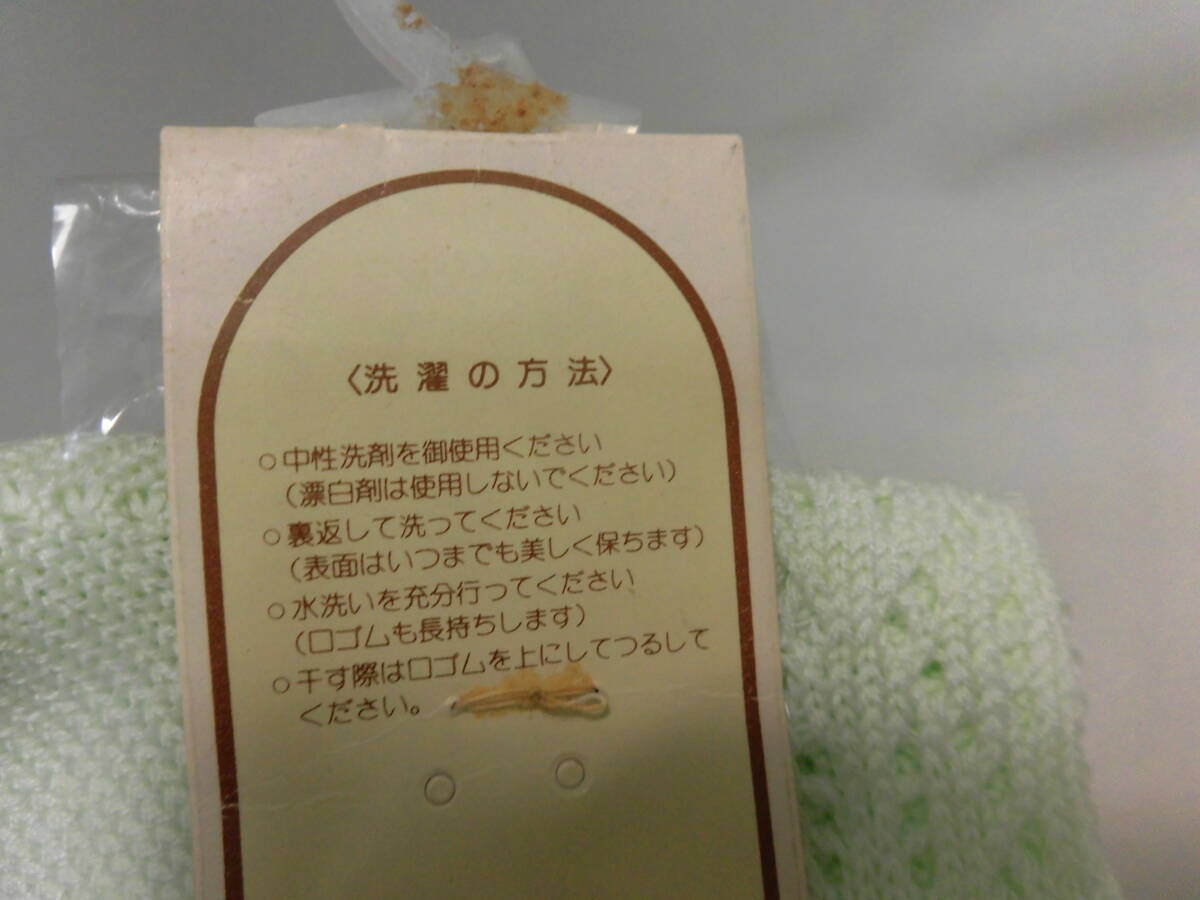 〈洗濯の方法〉
○中性洗剤を御使用ください
(漂白剤は使用しないでください)
○裏返して洗ってください
(表面はいつまでも美しく保ちます)
○水洗いを充分行ってください
(口ゴムも長持ちします)
○干す際は口ゴムを上にしてつるして
ください。